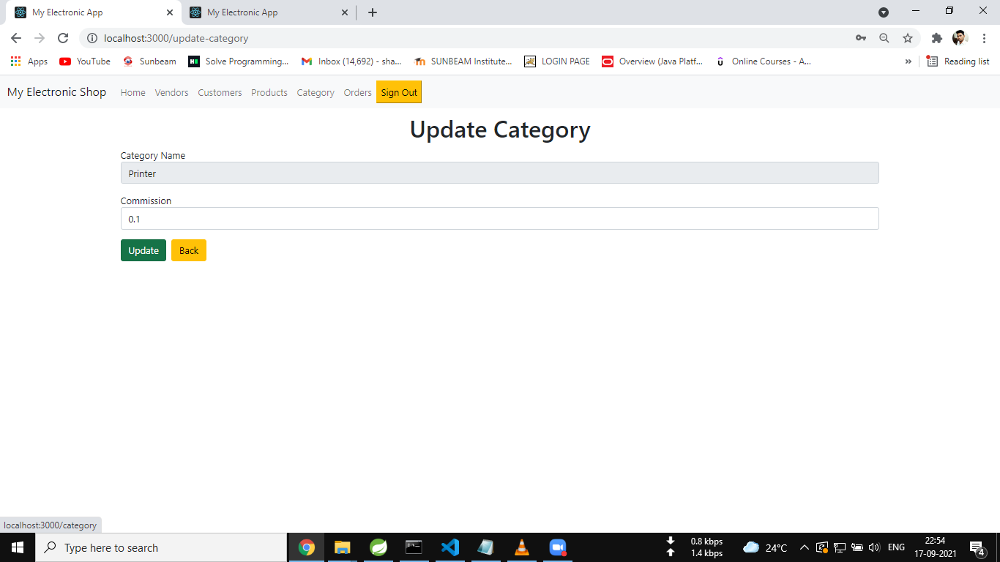 My Electronic App
My Electronic App
localhost:3000/update-category
Apps YouTube Sunbeam Solve Programming... Inbox (14,692) - sha... SUNBEAM Institute... LOGIN PAGE Overview (Java Platf... Online Courses - A... » Reading list
My Electronic Shop Home Vendors Customers Products Category Orders Sign Out
Update Category
Category Name
Printer
Commission
0.1
Update Back
localhost:3000/category
Type here to search
0.8 kbps
1.4 kbps
24°C
ENG
22:54
17-09-2021
4